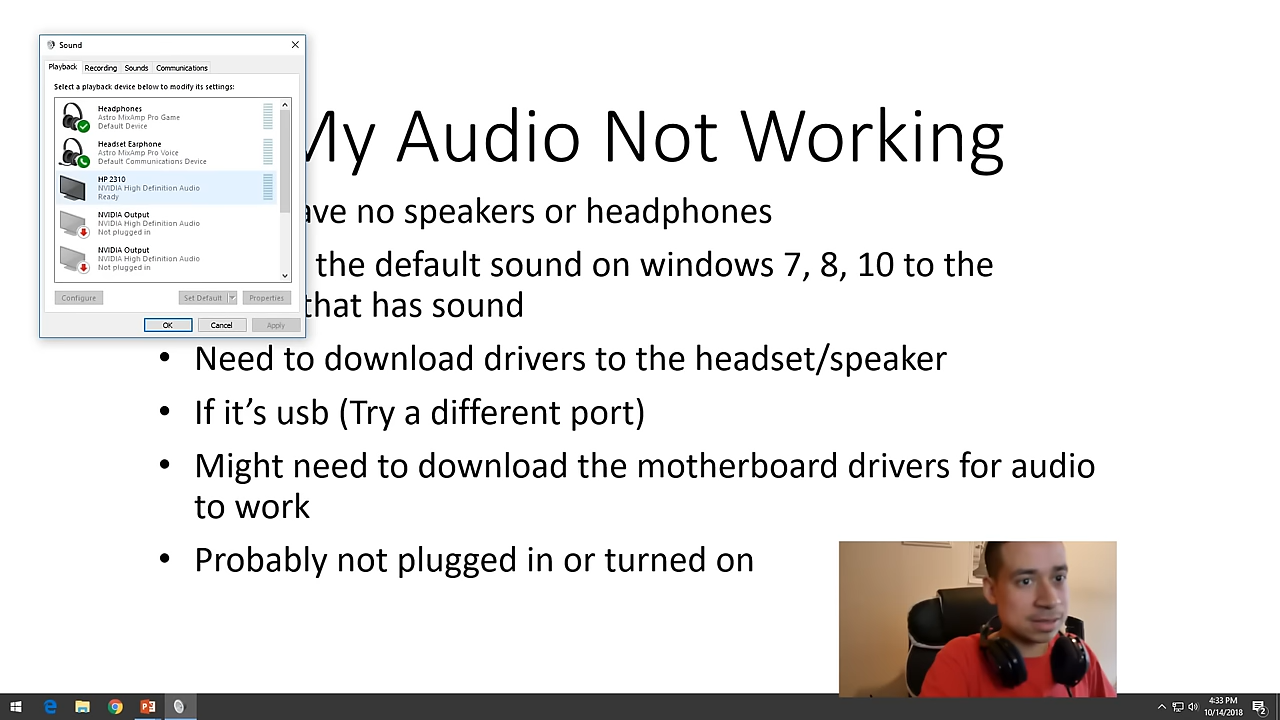 Sound
Playback Recording Sounds Communications
Select a playback device below to modify its settings:
Headphones
Astro MixAmp Pro Game
Default Device
Headset Earphone
Astro MixAmp Pro Voice
Default Communications Device
HP 2310
NVIDIA High Definition Audio
Ready
NVIDIA Output
NVIDIA High Definition Audio
Not plugged in
NVIDIA Output
NVIDIA High Definition Audio
Not plugged in
Configure Set Default Properties
OK Cancel Apply
My Audio Not Working
ave no speakers or headphones
the default sound on windows 7, 8, 10 to the
that has sound
• Need to download drivers to the headset/speaker
• If it’s usb (Try a different port)
• Might need to download the motherboard drivers for audio
to work
• Probably not plugged in or turned on
4:33 PM
10/14/2018
2